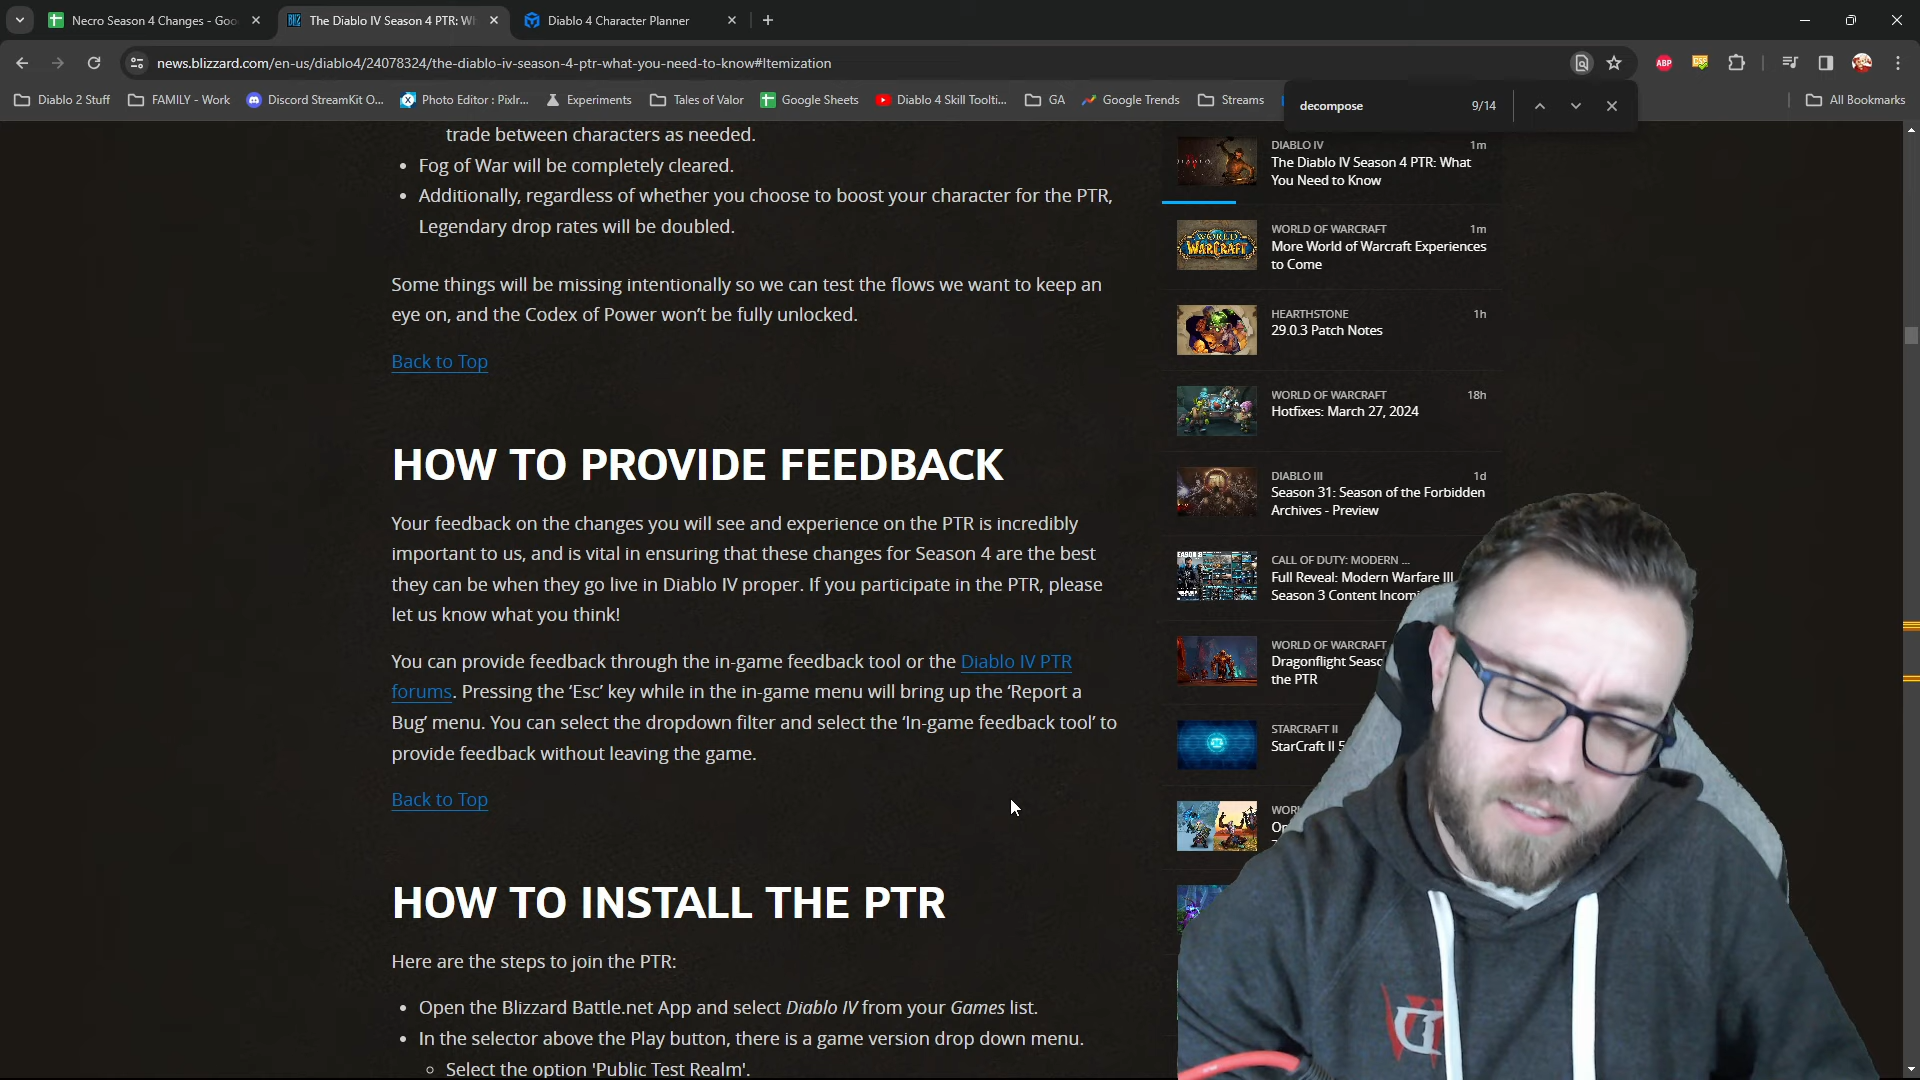 Necro Season 4 Changes - Goo
The Diablo IV Season 4 PTR: Wh
Diablo 4 Character Planner
news.blizzard.com/en-us/diablo4/24078324/the-diablo-iv-season-4-ptr-what-you-need-to-know#Itemization
ABP
Diablo 2 Stuff
FAMILY - Work
Discord StreamKit O...
Photo Editor : Pixlr...
Experiments
Tales of Valor
Google Sheets
Diablo 4 Skill Toolti...
GA
Google Trends
Streams
All Bookmarks
decompose 9/14
trade between characters as needed.
• Fog of War will be completely cleared.
• Additionally, regardless of whether you choose to boost your character for the PTR,
Legendary drop rates will be doubled.
Some things will be missing intentionally so we can test the flows we want to keep an
eye on, and the Codex of Power won’t be fully unlocked.
Back to Top
HOW TO PROVIDE FEEDBACK
Your feedback on the changes you will see and experience on the PTR is incredibly
important to us, and is vital in ensuring that these changes for Season 4 are the best
they can be when they go live in Diablo IV proper. If you participate in the PTR, please
let us know what you think!
You can provide feedback through the in-game feedback tool or the Diablo IV PTR
forums. Pressing the ‘Esc’ key while in the in-game menu will bring up the ‘Report a
Bug’ menu. You can select the dropdown filter and select the ‘In-game feedback tool’ to
provide feedback without leaving the game.
Back to Top
HOW TO INSTALL THE PTR
Here are the steps to join the PTR:
• Open the Blizzard Battle.net App and select Diablo IV from your Games list.
• In the selector above the Play button, there is a game version drop down menu.
◦ Select the option 'Public Test Realm'.
DIABLO IV 1m
The Diablo IV Season 4 PTR: What
You Need to Know
WORLD OF WARCRAFT 1m
More World of Warcraft Experiences
to Come
WORLD
WARCRAFT
HEARTHSTONE 1h
29.0.3 Patch Notes
WORLD OF WARCRAFT 18h
Hotfixes: March 27, 2024
DIABLO III 1d
Season 31: Season of the Forbidden
Archives - Preview
CALL OF DUTY: MODERN ...
Full Reveal: Modern Warfare III
Season 3 Content Incomi
WORLD OF WARCRAFT
Dragonflight Seaso
the PTR
STARCRAFT II
StarCraft II 5
WOR